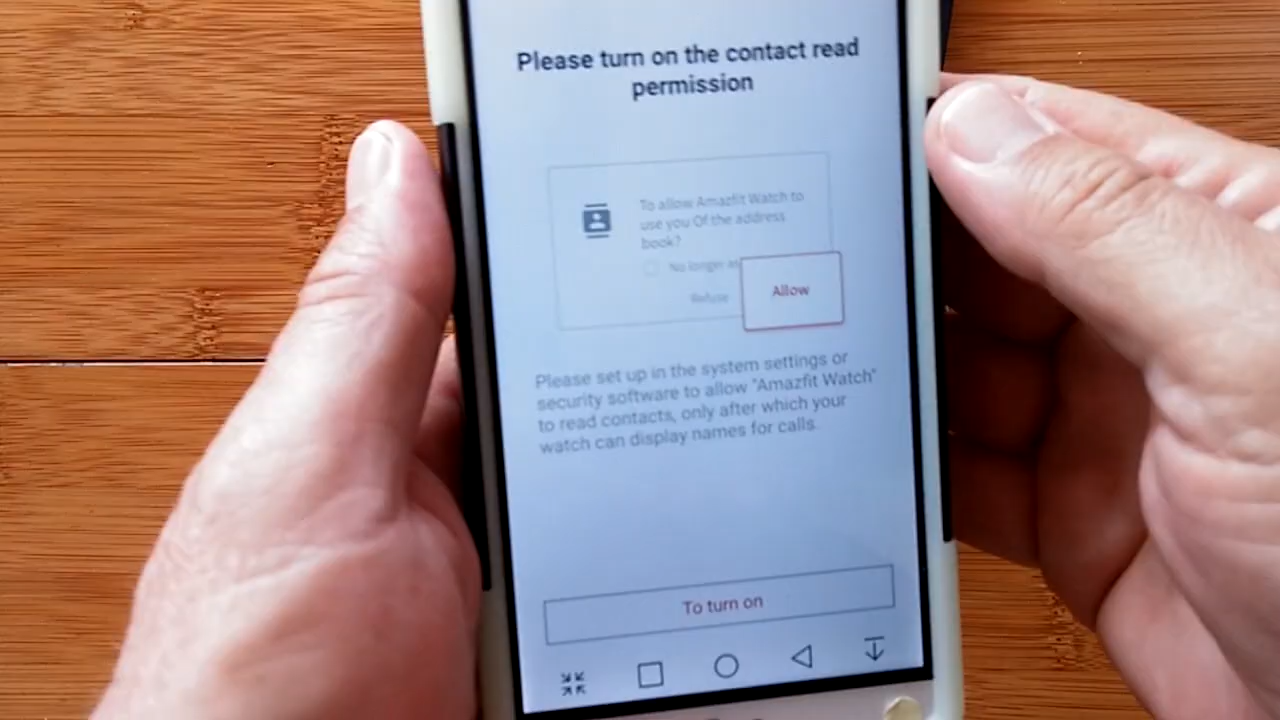 Please turn on the contact read
permission
To allow Amazfit Watch to
use you Of the address
book?
No longer as
Refuse
Allow
Please set up in the system settings or
security software to allow "Amazfit Watch"
to read contacts, only after which your
watch can display names for calls.
To turn on